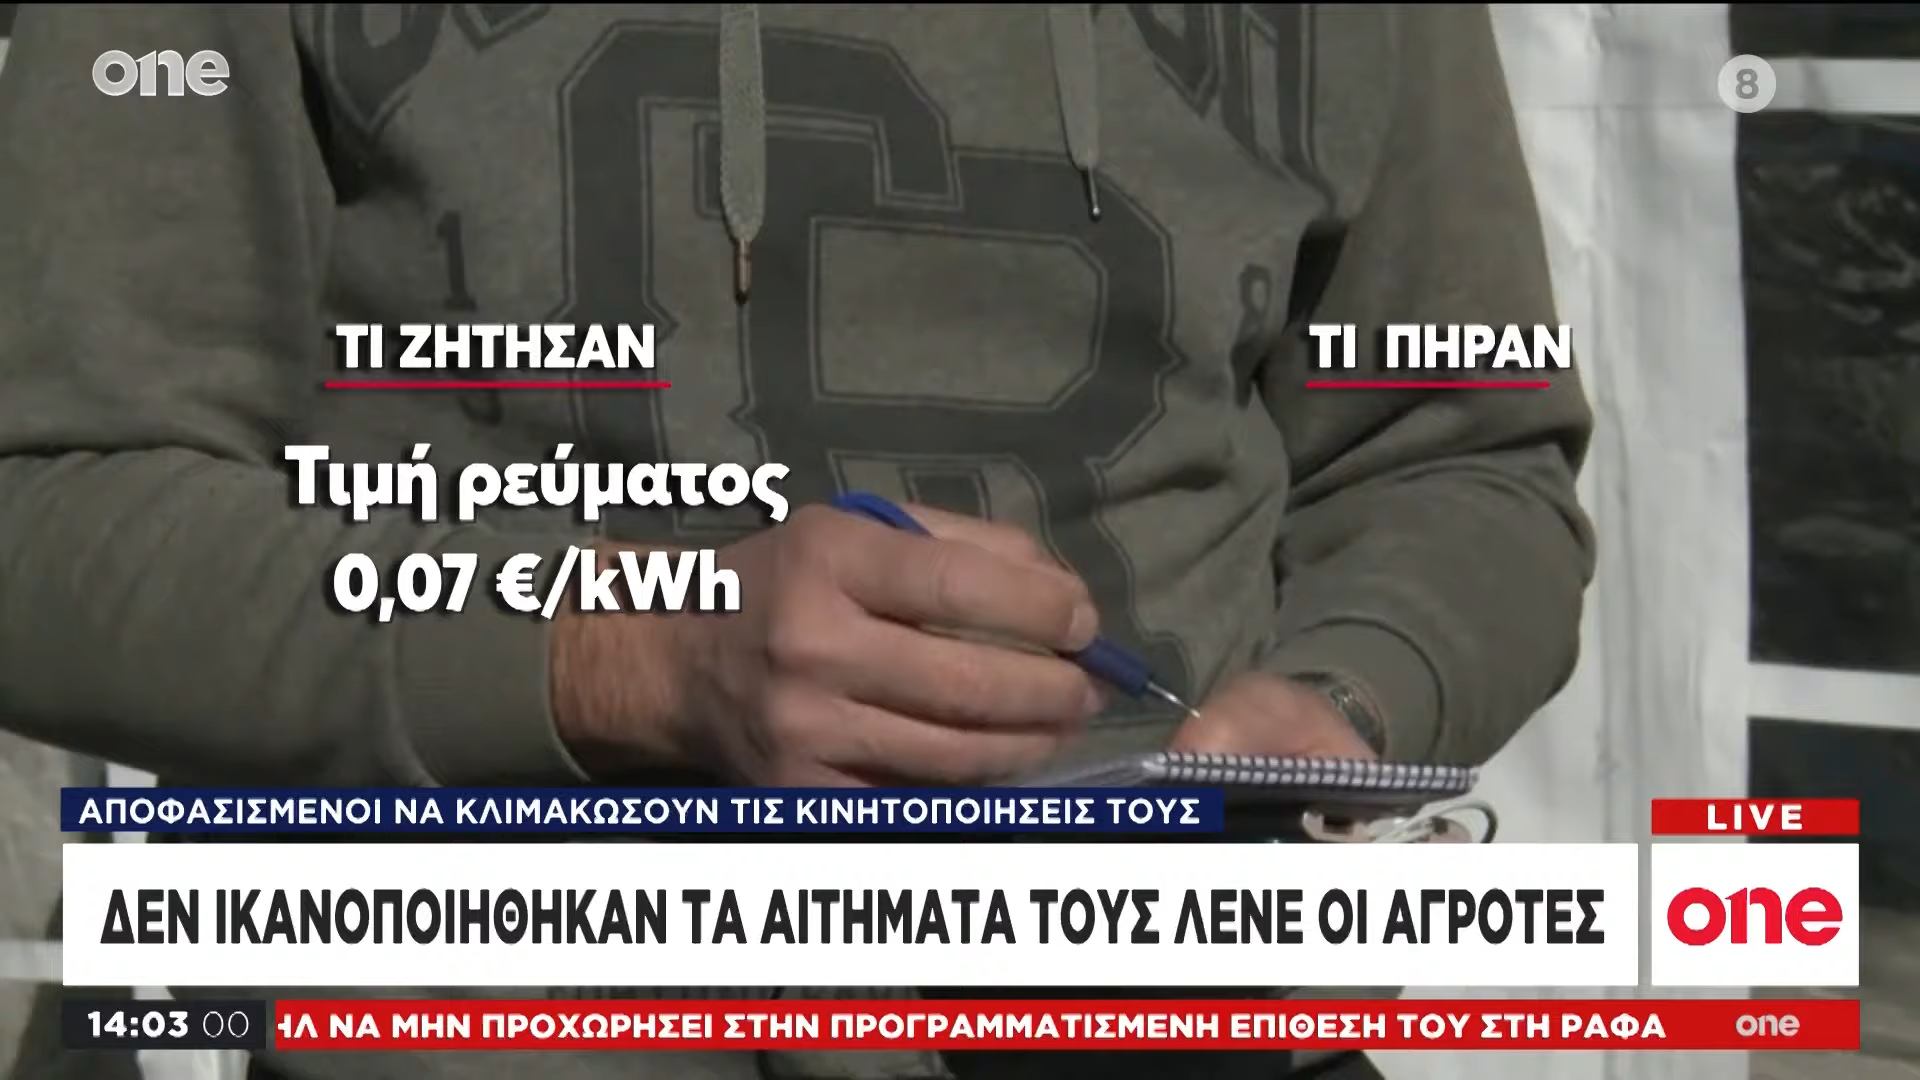 one
8
ΤΙ ΖΗΤΗΣΑΝ
ΤΙ ΠΗΡΑΝ
Τιμή ρεύματος
0,07 €/kWh
ΑΠΟΦΑΣΙΣΜΕΝΟΙ ΝΑ ΚΛΙΜΑΚΩΣΟΥΝ ΤΙΣ ΚΙΝΗΤΟΠΟΙΗΣΕΙΣ ΤΟΥΣ
LIVE
ΔΕΝ ΙΚΑΝΟΠΟΙΗΘΗΚΑΝ ΤΑ ΑΙΤΗΜΑΤΑ ΤΟΥΣ ΛΕΝΕ ΟΙ ΑΓΡΟΤΕΣ
one
14:03 00
ΝΑ ΜΗΝ ΠΡΟΧΩΡΗΣΕΙ ΣΤΗΝ ΠΡΟΓΡΑΜΜΑΤΙΣΜΕΝΗ ΕΠΙΘΕΣΗ ΤΟΥ ΣΤΗ ΡΑΦΑ
one